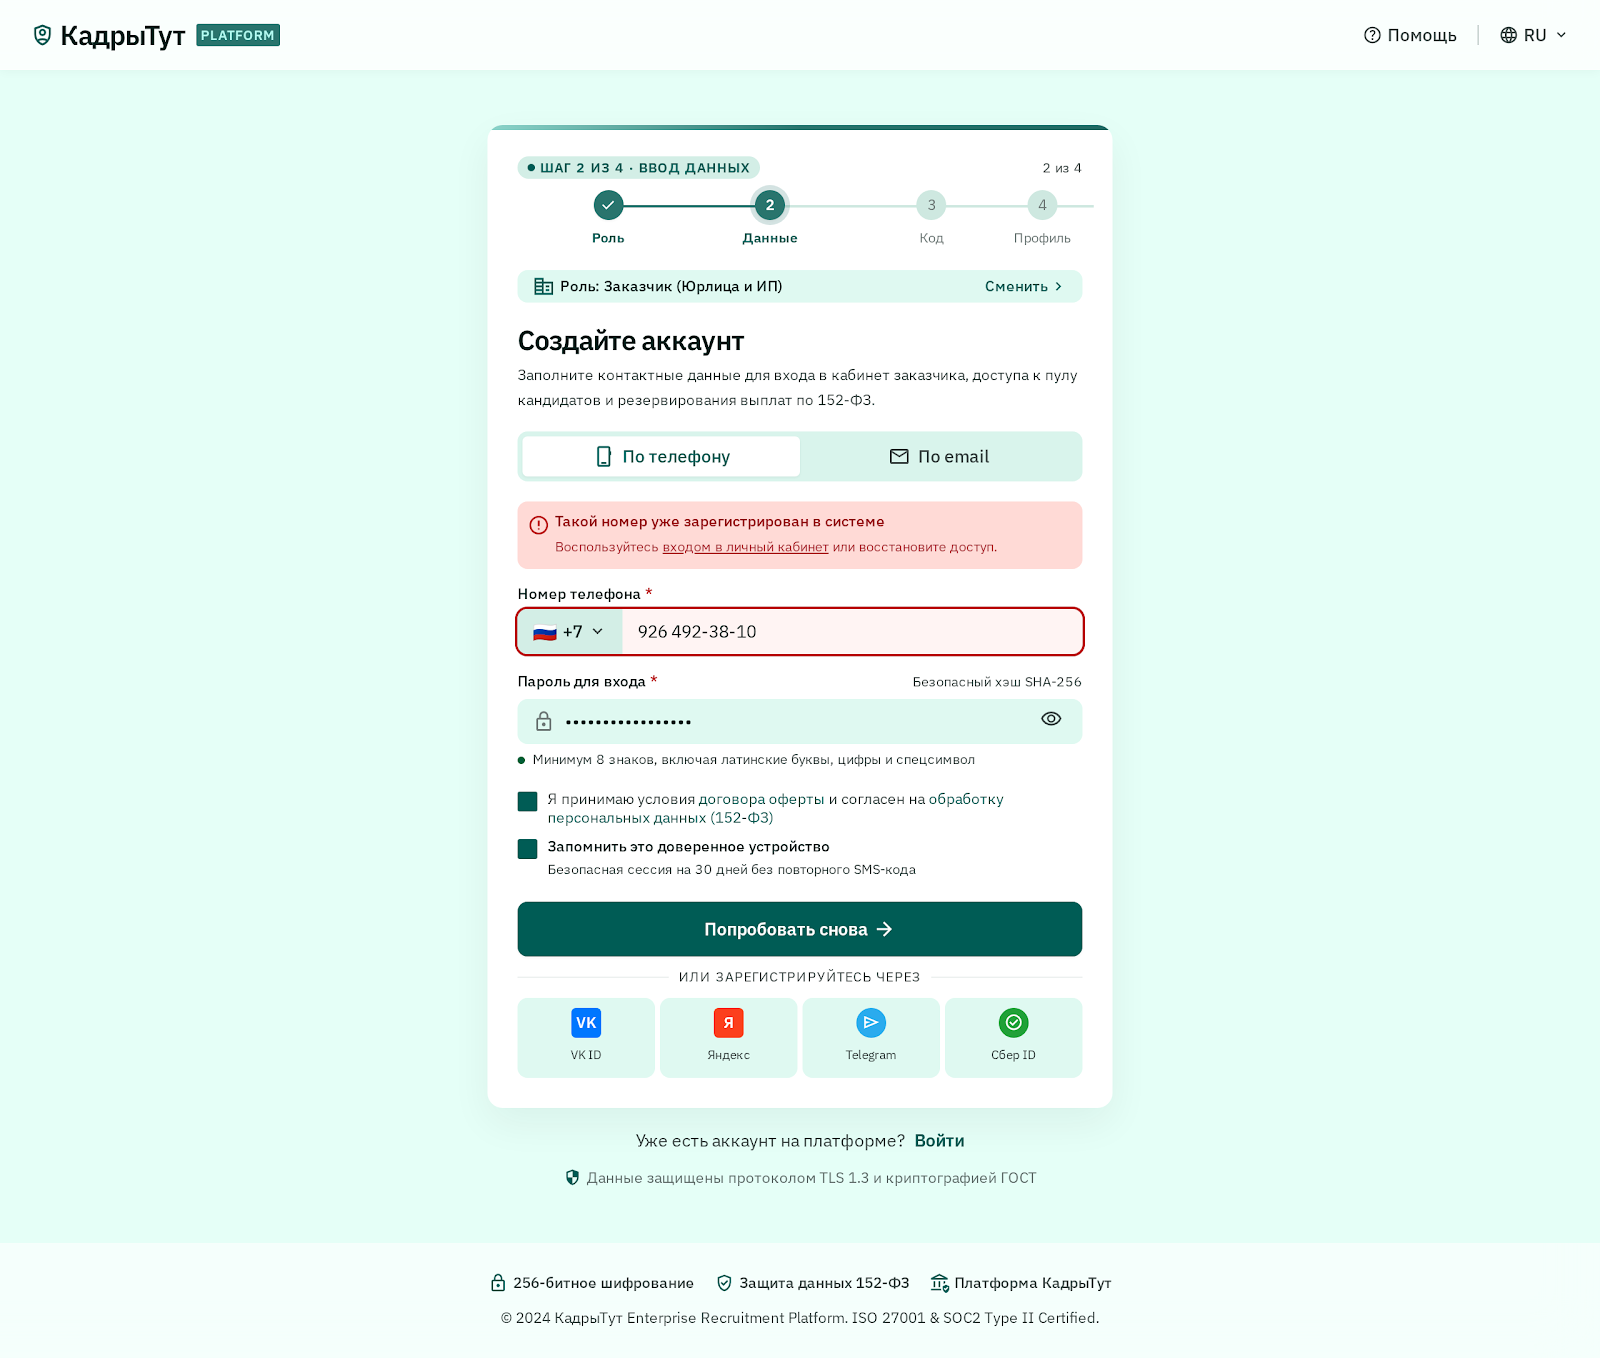 КадрыТут PLATFORM
Помощь
RU
ШАГ 2 ИЗ 4 · ВВОД ДАННЫХ
2 из 4
2
3
4
Роль
Данные
Код
Профиль
Роль: Заказчик (Юрлица и ИП)
Сменить
Создайте аккаунт
Заполните контактные данные для входа в кабинет заказчика, доступа к пулу
кандидатов и резервирования выплат по 152-ФЗ.
По телефону
По email
Такой номер уже зарегистрирован в системе
Воспользуйтесь входом в личный кабинет или восстановите доступ.
Номер телефона *
+7
926 492-38-10
Пароль для входа *
Безопасный хэш SHA-256
•••••••••••••••••
Минимум 8 знаков, включая латинские буквы, цифры и спецсимвол
Я принимаю условия договора оферты и согласен на обработку
персональных данных (152-ФЗ)
Запомнить это доверенное устройство
Безопасная сессия на 30 дней без повторного SMS-кода
Попробовать снова →
ИЛИ ЗАРЕГИСТРИРУЙТЕСЬ ЧЕРЕЗ
VK
Я
VK ID
Яндекс
Telegram
Сбер ID
Уже есть аккаунт на платформе? Войти
Данные защищены протоколом TLS 1.3 и криптографией ГОСТ
256-битное шифрование
Защита данных 152-ФЗ
Платформа КадрыТут
© 2024 КадрыТут Enterprise Recruitment Platform. ISO 27001 & SOC2 Type II Certified.